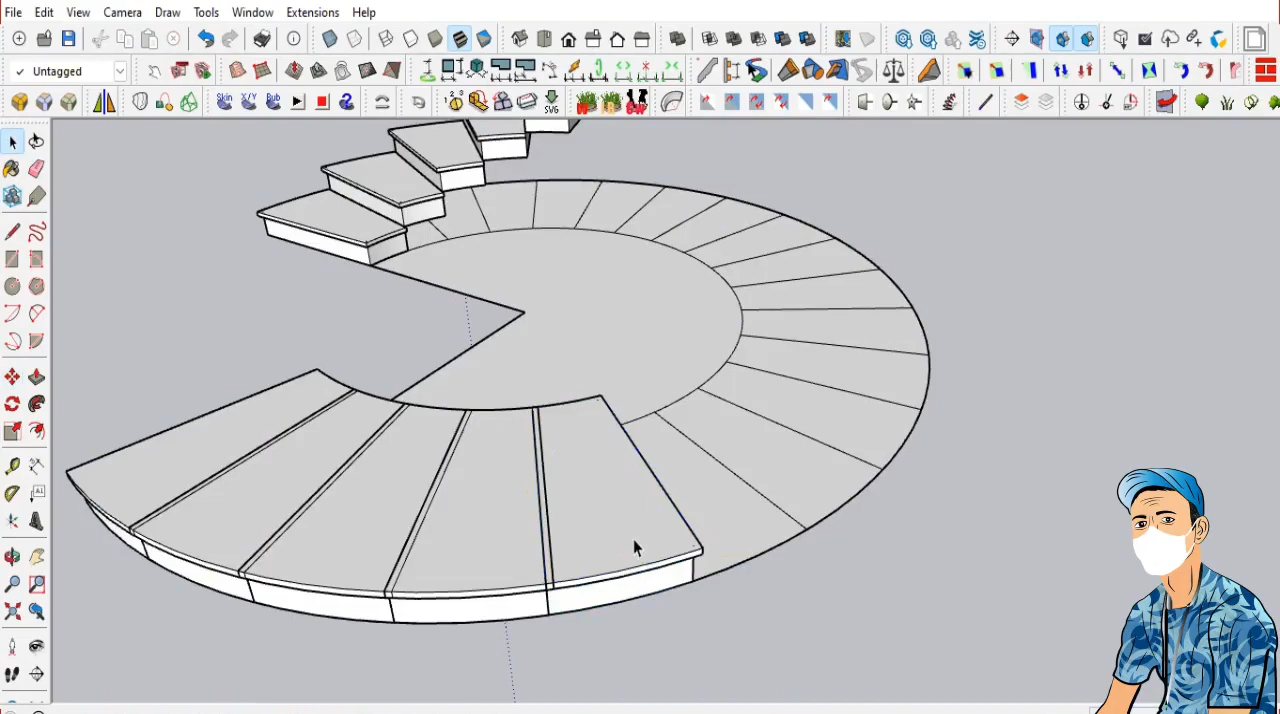 File Edit View Camera Draw Tools Window Extensions Help
Untagged
Skin X/Y Bub
SVG